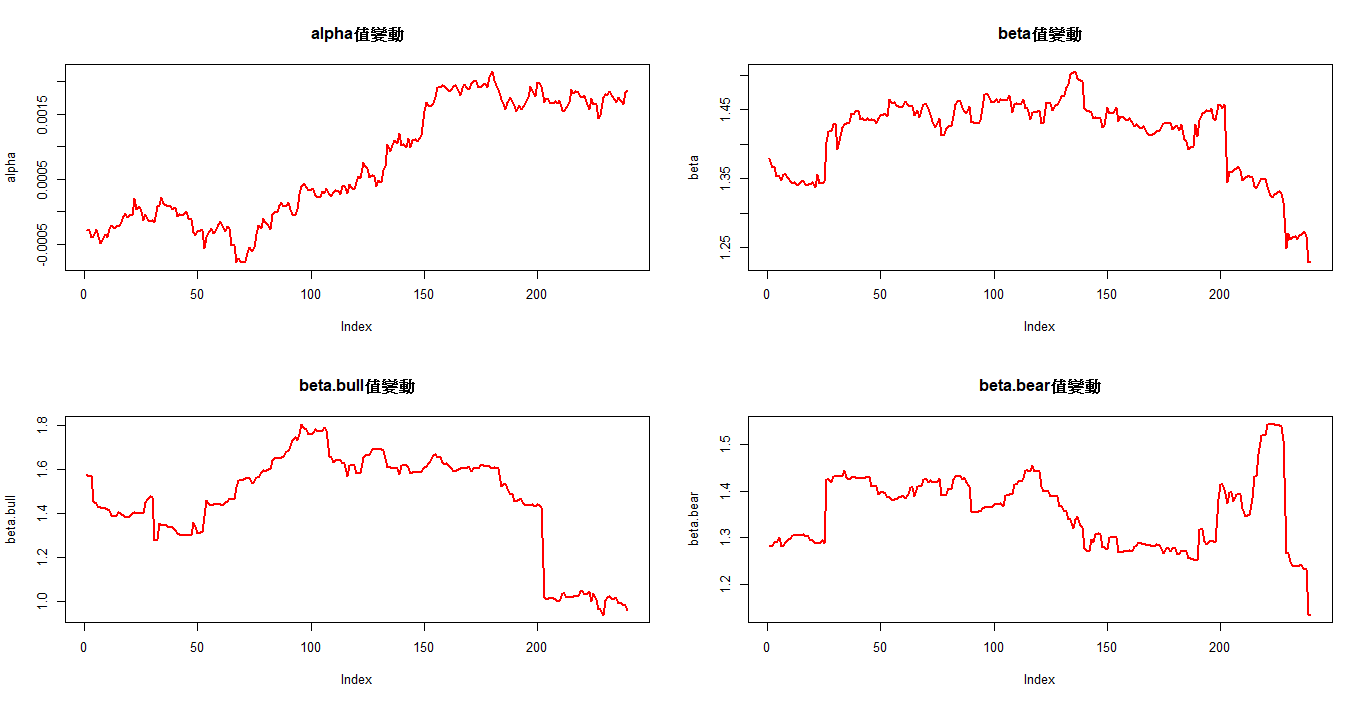 alpha值變動
alpha
-0.0005
0.0005
0.0015
0
50
100
150
200
Index
beta值變動
beta
1.25
1.35
1.45
0
50
100
150
200
Index
beta.bull值變動
beta.bull
1.0
1.2
1.4
1.6
1.8
0
50
100
150
200
Index
beta.bear值變動
beta.bear
1.2
1.3
1.4
1.5
0
50
100
150
200
Index